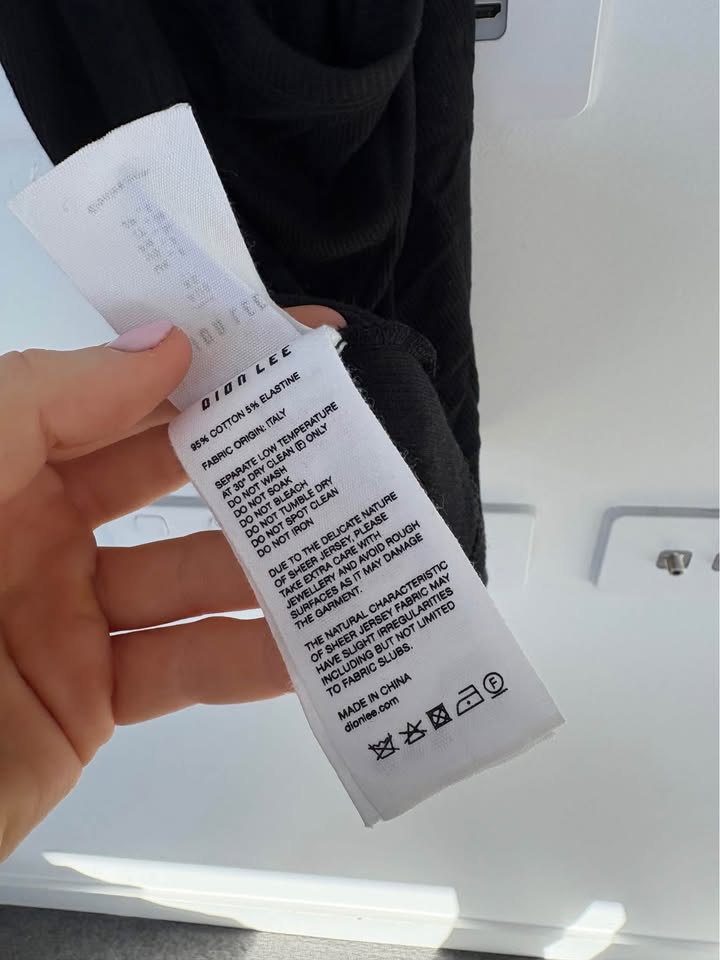 DION LEE
95% COTTON 5% ELASTINE
FABRIC ORIGIN: ITALY
SEPARATE LOW TEMPERATURE
AT 30° DRY CLEAN (F) ONLY
DO NOT WASH
DO NOT SOAK
DO NOT BLEACH
DO NOT TUMBLE DRY
DO NOT SPOT CLEAN
DO NOT IRON
DUE TO THE DELICATE NATURE
OF SHEER JERSEY, PLEASE
TAKE EXTRA CARE WITH
JEWELLERY AND AVOID ROUGH
SURFACES AS IT MAY DAMAGE
THE GARMENT.
THE NATURAL CHARACTERISTIC
OF SHEER JERSEY FABRIC MAY
HAVE SLIGHT IRREGULARITIES
INCLUDING BUT NOT LIMITED
TO FABRIC SLUBS.
MADE IN CHINA
dionlee.com
F